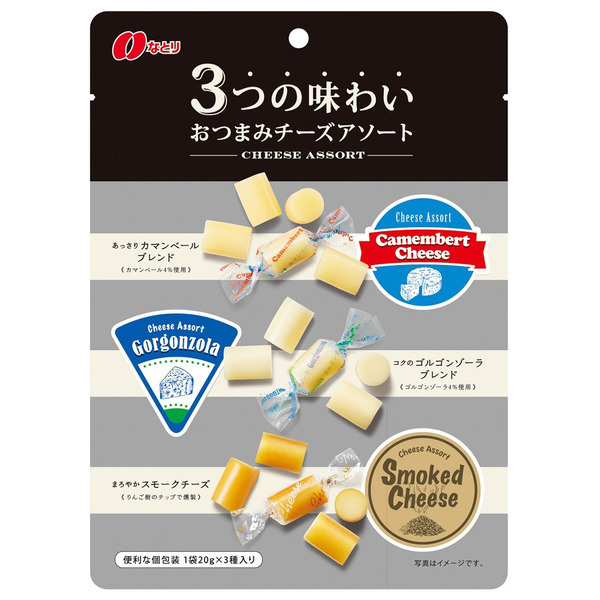 なとり
3つの味わい
おつまみチーズアソート
CHEESE ASSORT
あっさりカマンベール
ブレンド
《カマンベール4%使用》
Camembert
Cheese Assort
Camembert
Cheese
Cheese Assort
Gorgonzola
Gorgonzola
コクのゴルゴンゾーラ
ブレンド
《ゴルゴンゾーラ4%使用》
まろやかスモークチーズ
《りんご樹のチップで燻製》
Cheese Assort
Smoked
Cheese
便利な個包装 1袋20g×3種入り
写真はイメージです。